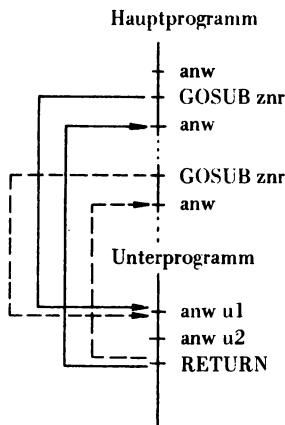 Hauptprogramm
anw
GOSUB znr
anw
GOSUB znr
anw
Unterprogramm
anw u1
anw u2
RETURN